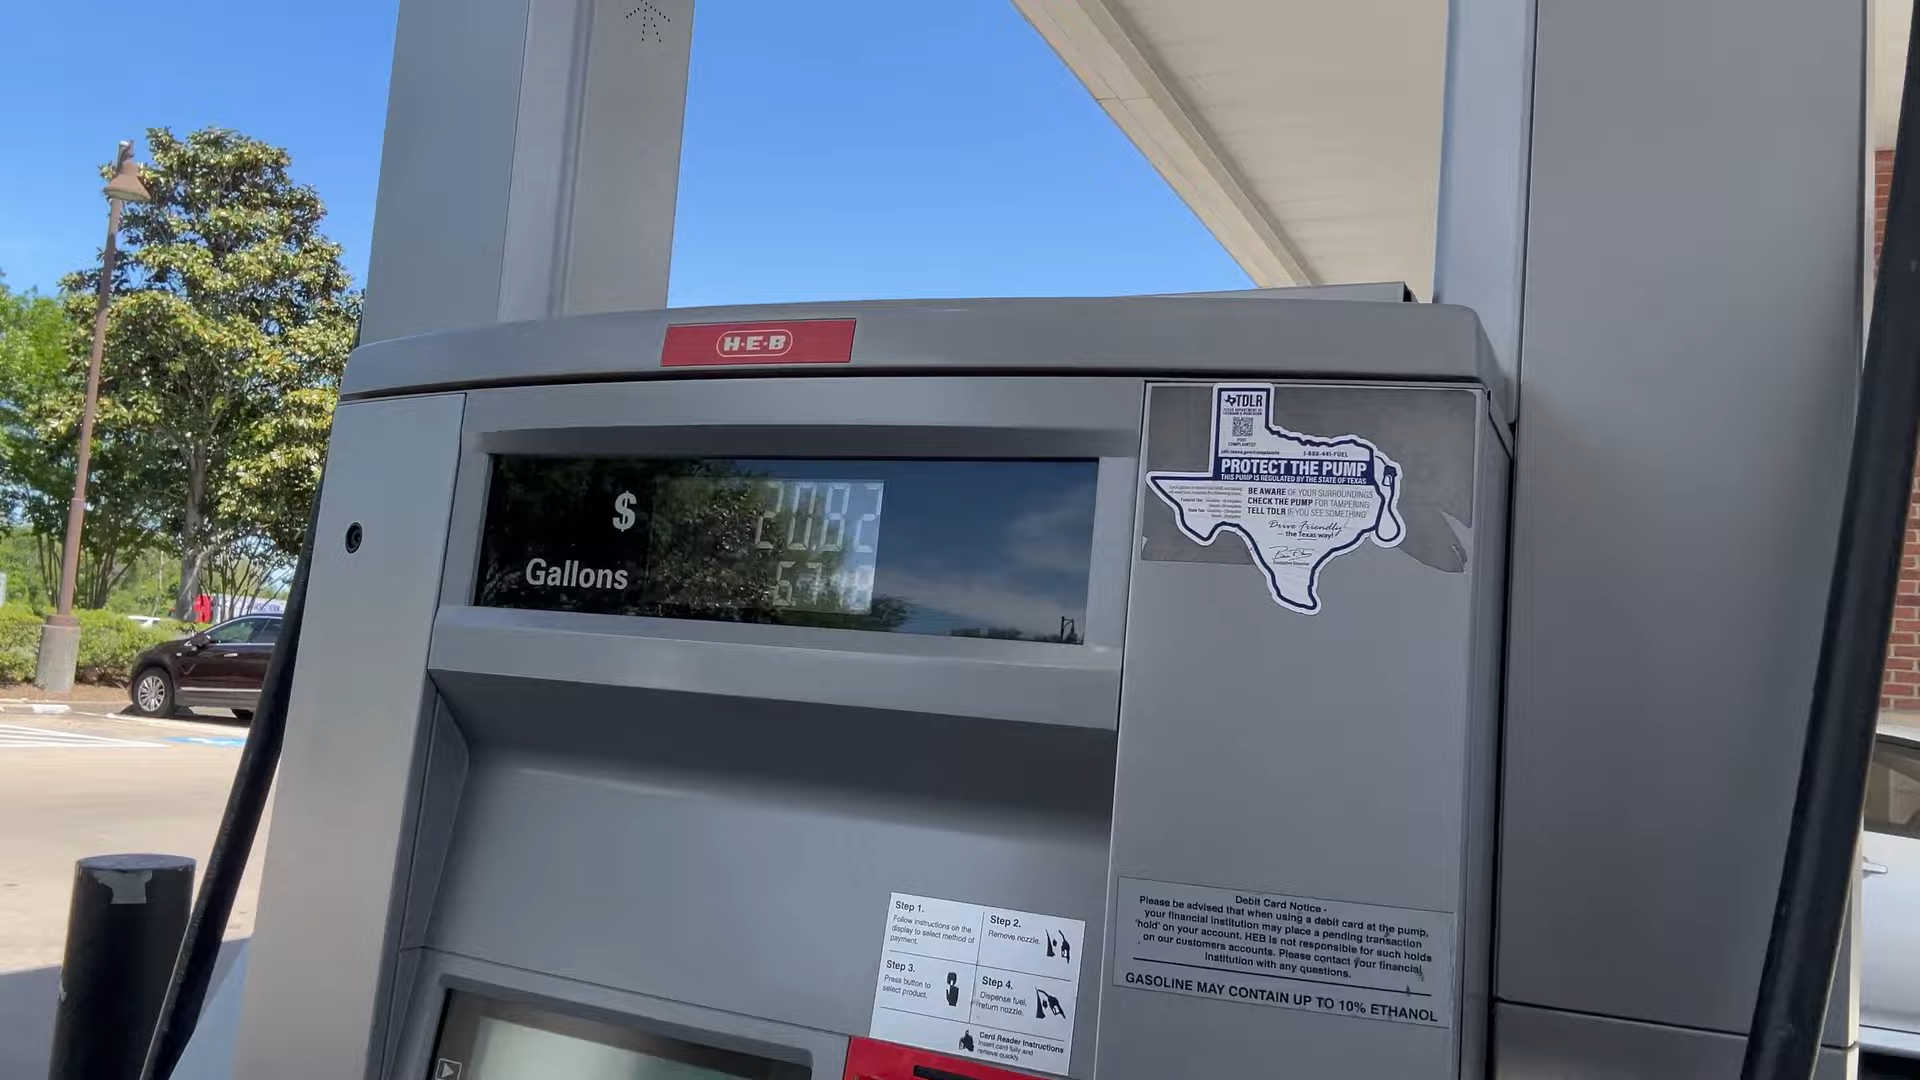 H-E-B
$ 20.82
Gallons
TDLR
1-888-441-FUEL
PROTECT THE PUMP
THIS PUMP IS REGULATED BY THE STATE OF TEXAS
BE AWARE OF YOUR SURROUNDINGS
CHECK THE PUMP FOR TAMPERING
TELL TDLR IF YOU SEE SOMETHING
Drive Friendly
– the Texas way!
Step 1.
Follow instructions on the
display to select method of
payment.
Step 2.
Remove nozzle.
Step 3.
Press button to
select product.
Step 4.
Dispense fuel,
return nozzle.
Card Reader Instructions
Insert card fully and
remove quickly.
Debit Card Notice -
Please be advised that when using a debit card at the pump,
your financial institution may place a pending transaction
'hold' on your account. HEB is not responsible for such holds
on our customers accounts. Please contact your financial
institution with any questions.
GASOLINE MAY CONTAIN UP TO 10% ETHANOL